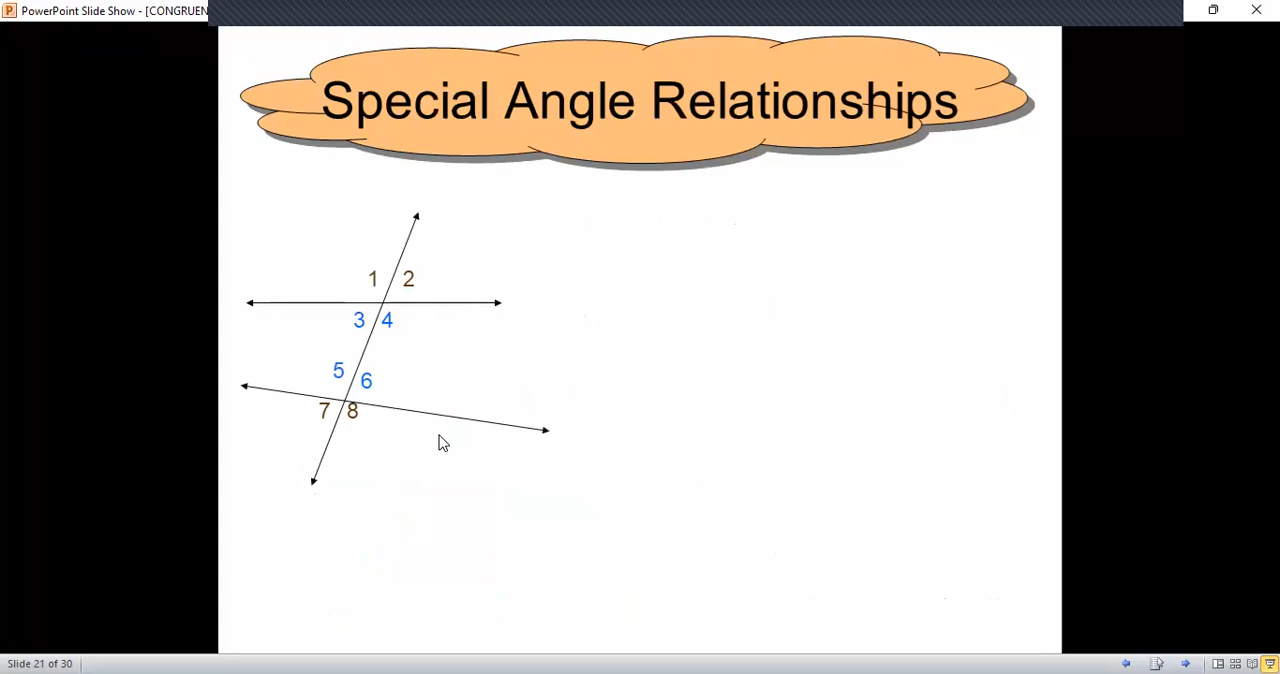 PowerPoint Slide Show - [CONGRUEN
Special Angle Relationships
1 2
3 4
5 6
7 8
Slide 21 of 30